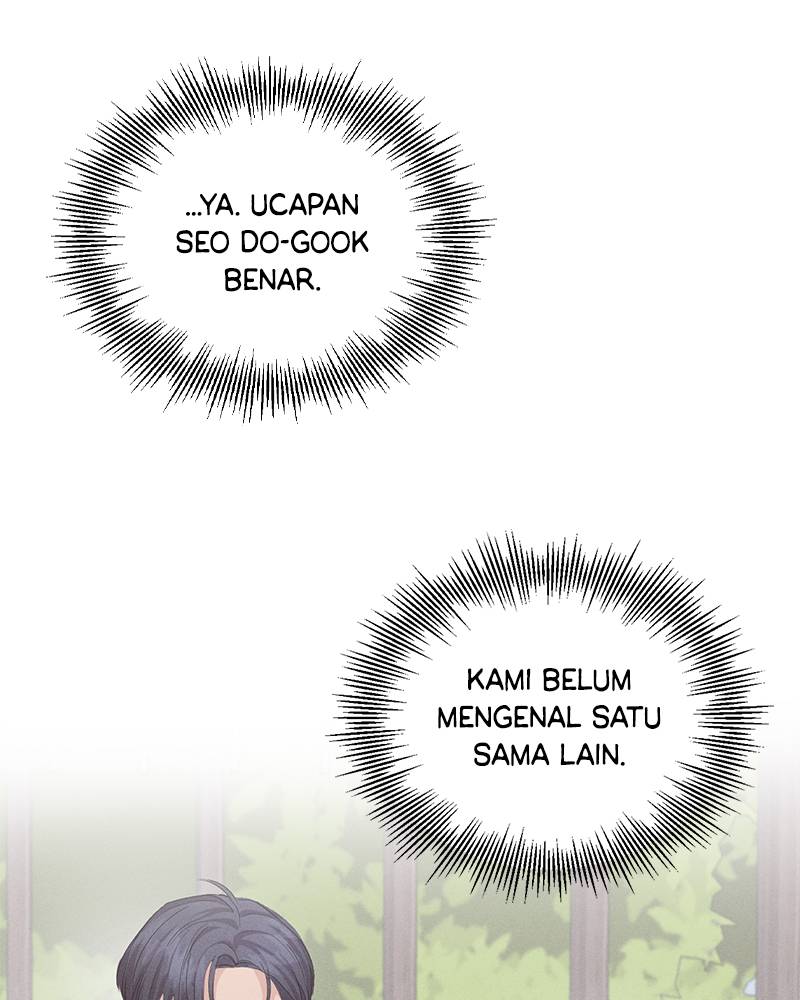 ...YA. UCAPAN
SEO DO-GOOK
BENAR.
KAMI BELUM
MENGENAL SATU
SAMA LAIN.